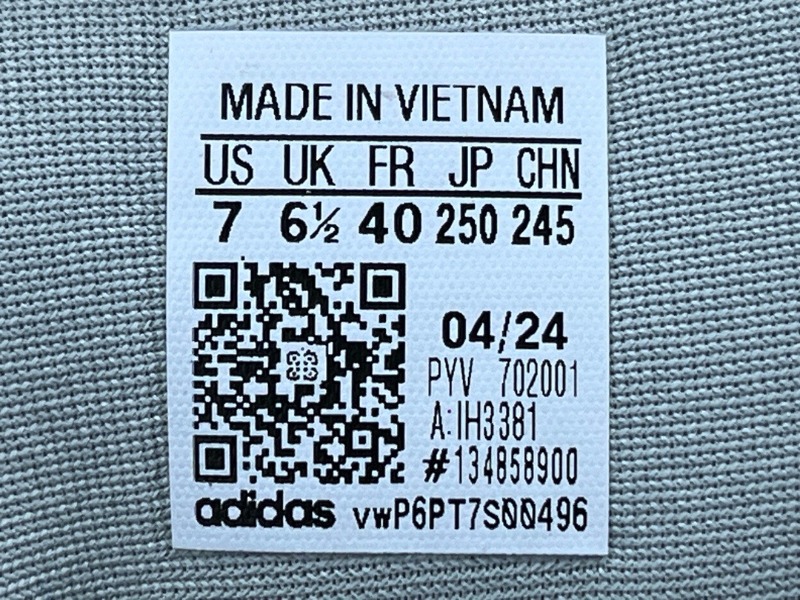 MADE IN VIETNAM
US UK FR JP CHN
7 6½ 40 250 245
04/24
PYV 702001
A:IH3381
#134858900
adidas vwP6PT7S00496